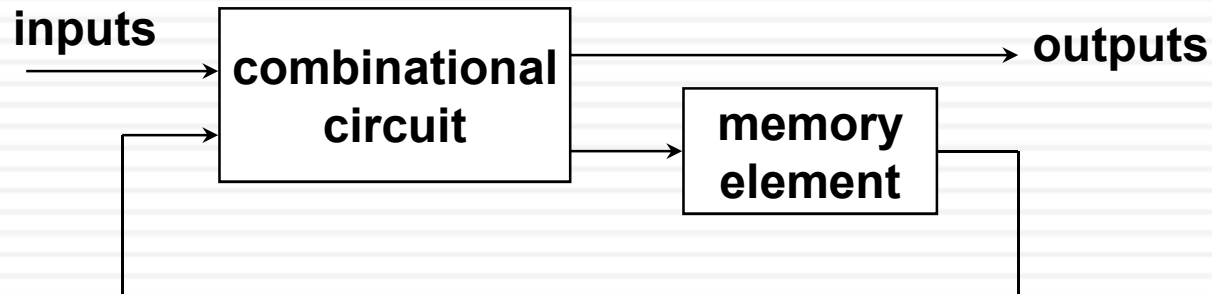 inputs
combinational
circuit
outputs
memory
element